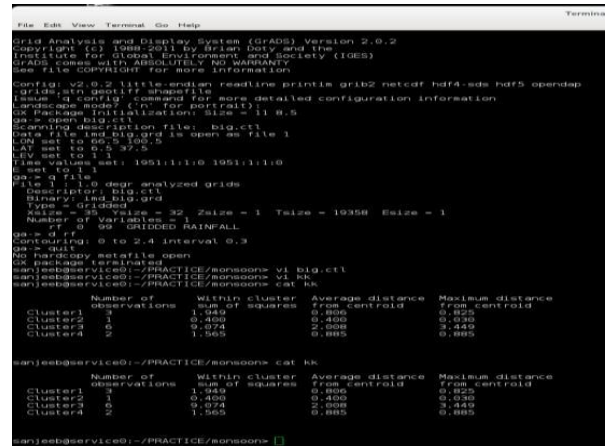 Termina
File Edit View Terminal Go Help
Grid Analysis and Display System (GrADS) Version 2.0.2
Copyright (c) 1988-2011 by Brian Doty and the
Institute for Global Environment and Society (IGES)
GrADS comes with ABSOLUTELY NO WARRANTY
See file COPYRIGHT for more information
Config: v2.0.2 little-endian readline printim grib2 netcdf hdf4-sds hdf5 opendap
-grids,stn geotiff shapefile
Issue 'q config' command for more detailed configuration information
Landscape mode? ('n' for portrait):
GX Package Initialization: Size = 11 8.5
ga-> open big.ctl
Scanning description file: big.ctl
Data file imd_big.grd is open as file 1
LON set to 66.5 100.5
LAT set to 6.5 37.5
LEV set to 1 1
Time values set: 1951:1:1:0 1951:1:1:0
E set to 1 1
ga-> q file
File 1 : 1.0 degr analyzed grids
Descriptor: big.ctl
Binary: imd_big.grd
Type = Gridded
Xsize = 35 Ysize = 32 Zsize = 1 Tsize = 19358 Esize = 1
Number of Variables = 1
rf 0 99 GRIDDED RAINFALL
ga-> d rf
Contouring: 0 to 2.4 interval 0.3
ga-> quit
No hardcopy metafile open
GX package terminated
sanjeeb@service0:~/PRACTICE/monsoon> vi big.ctl
sanjeeb@service0:~/PRACTICE/monsoon> vi kk
sanjeeb@service0:~/PRACTICE/monsoon> cat kk
Number of Within cluster Average distance Maximum distance
observations sum of squares from centroid from centroid
Cluster1 3 1.949 0.806 0.825
Cluster2 1 0.400 0.400 0.030
Cluster3 6 9.074 2.008 3.449
Cluster4 2 1.565 0.885 0.885
sanjeeb@service0:~/PRACTICE/monsoon> cat kk
Number of Within cluster Average distance Maximum distance
observations sum of squares from centroid from centroid
Cluster1 3 1.949 0.806 0.825
Cluster2 1 0.400 0.400 0.030
Cluster3 6 9.074 2.008 3.449
Cluster4 2 1.565 0.885 0.885
sanjeeb@service0:~/PRACTICE/monsoon>